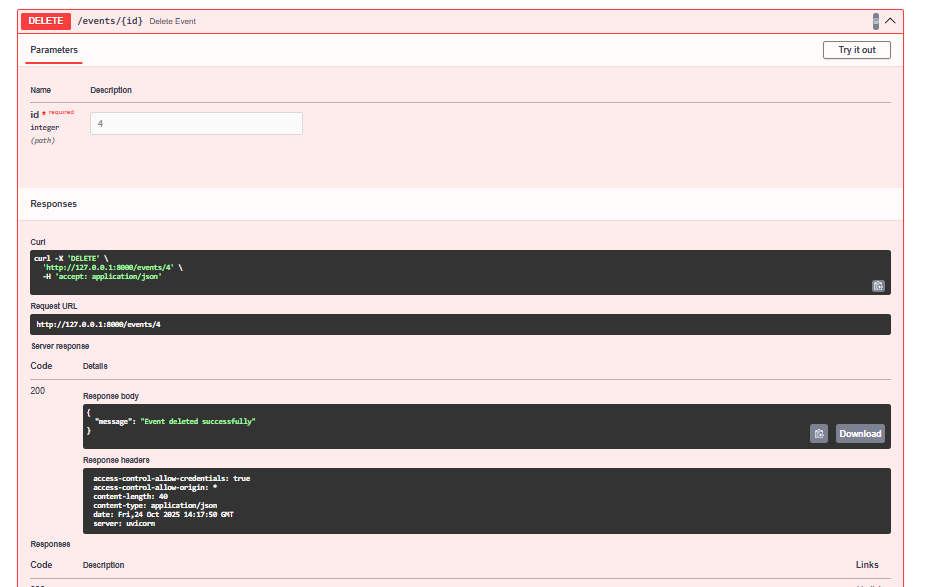 DELETE /events/{id} Delete Event
Parameters
Try it out
Name Description
id * required
integer
(path)
4
Responses
Curl
curl -X 'DELETE' \
'http://127.0.0.1:8000/events/4' \
-H 'accept: application/json'
Request URL
http://127.0.0.1:8000/events/4
Server response
Code Details
200
Response body
{
"message": "Event deleted successfully"
}
Download
Response headers
access-control-allow-credentials: true
access-control-allow-origin: *
content-length: 40
content-type: application/json
date: Fri,24 Oct 2025 14:17:50 GMT
server: uvicorn
Responses
Code Description Links